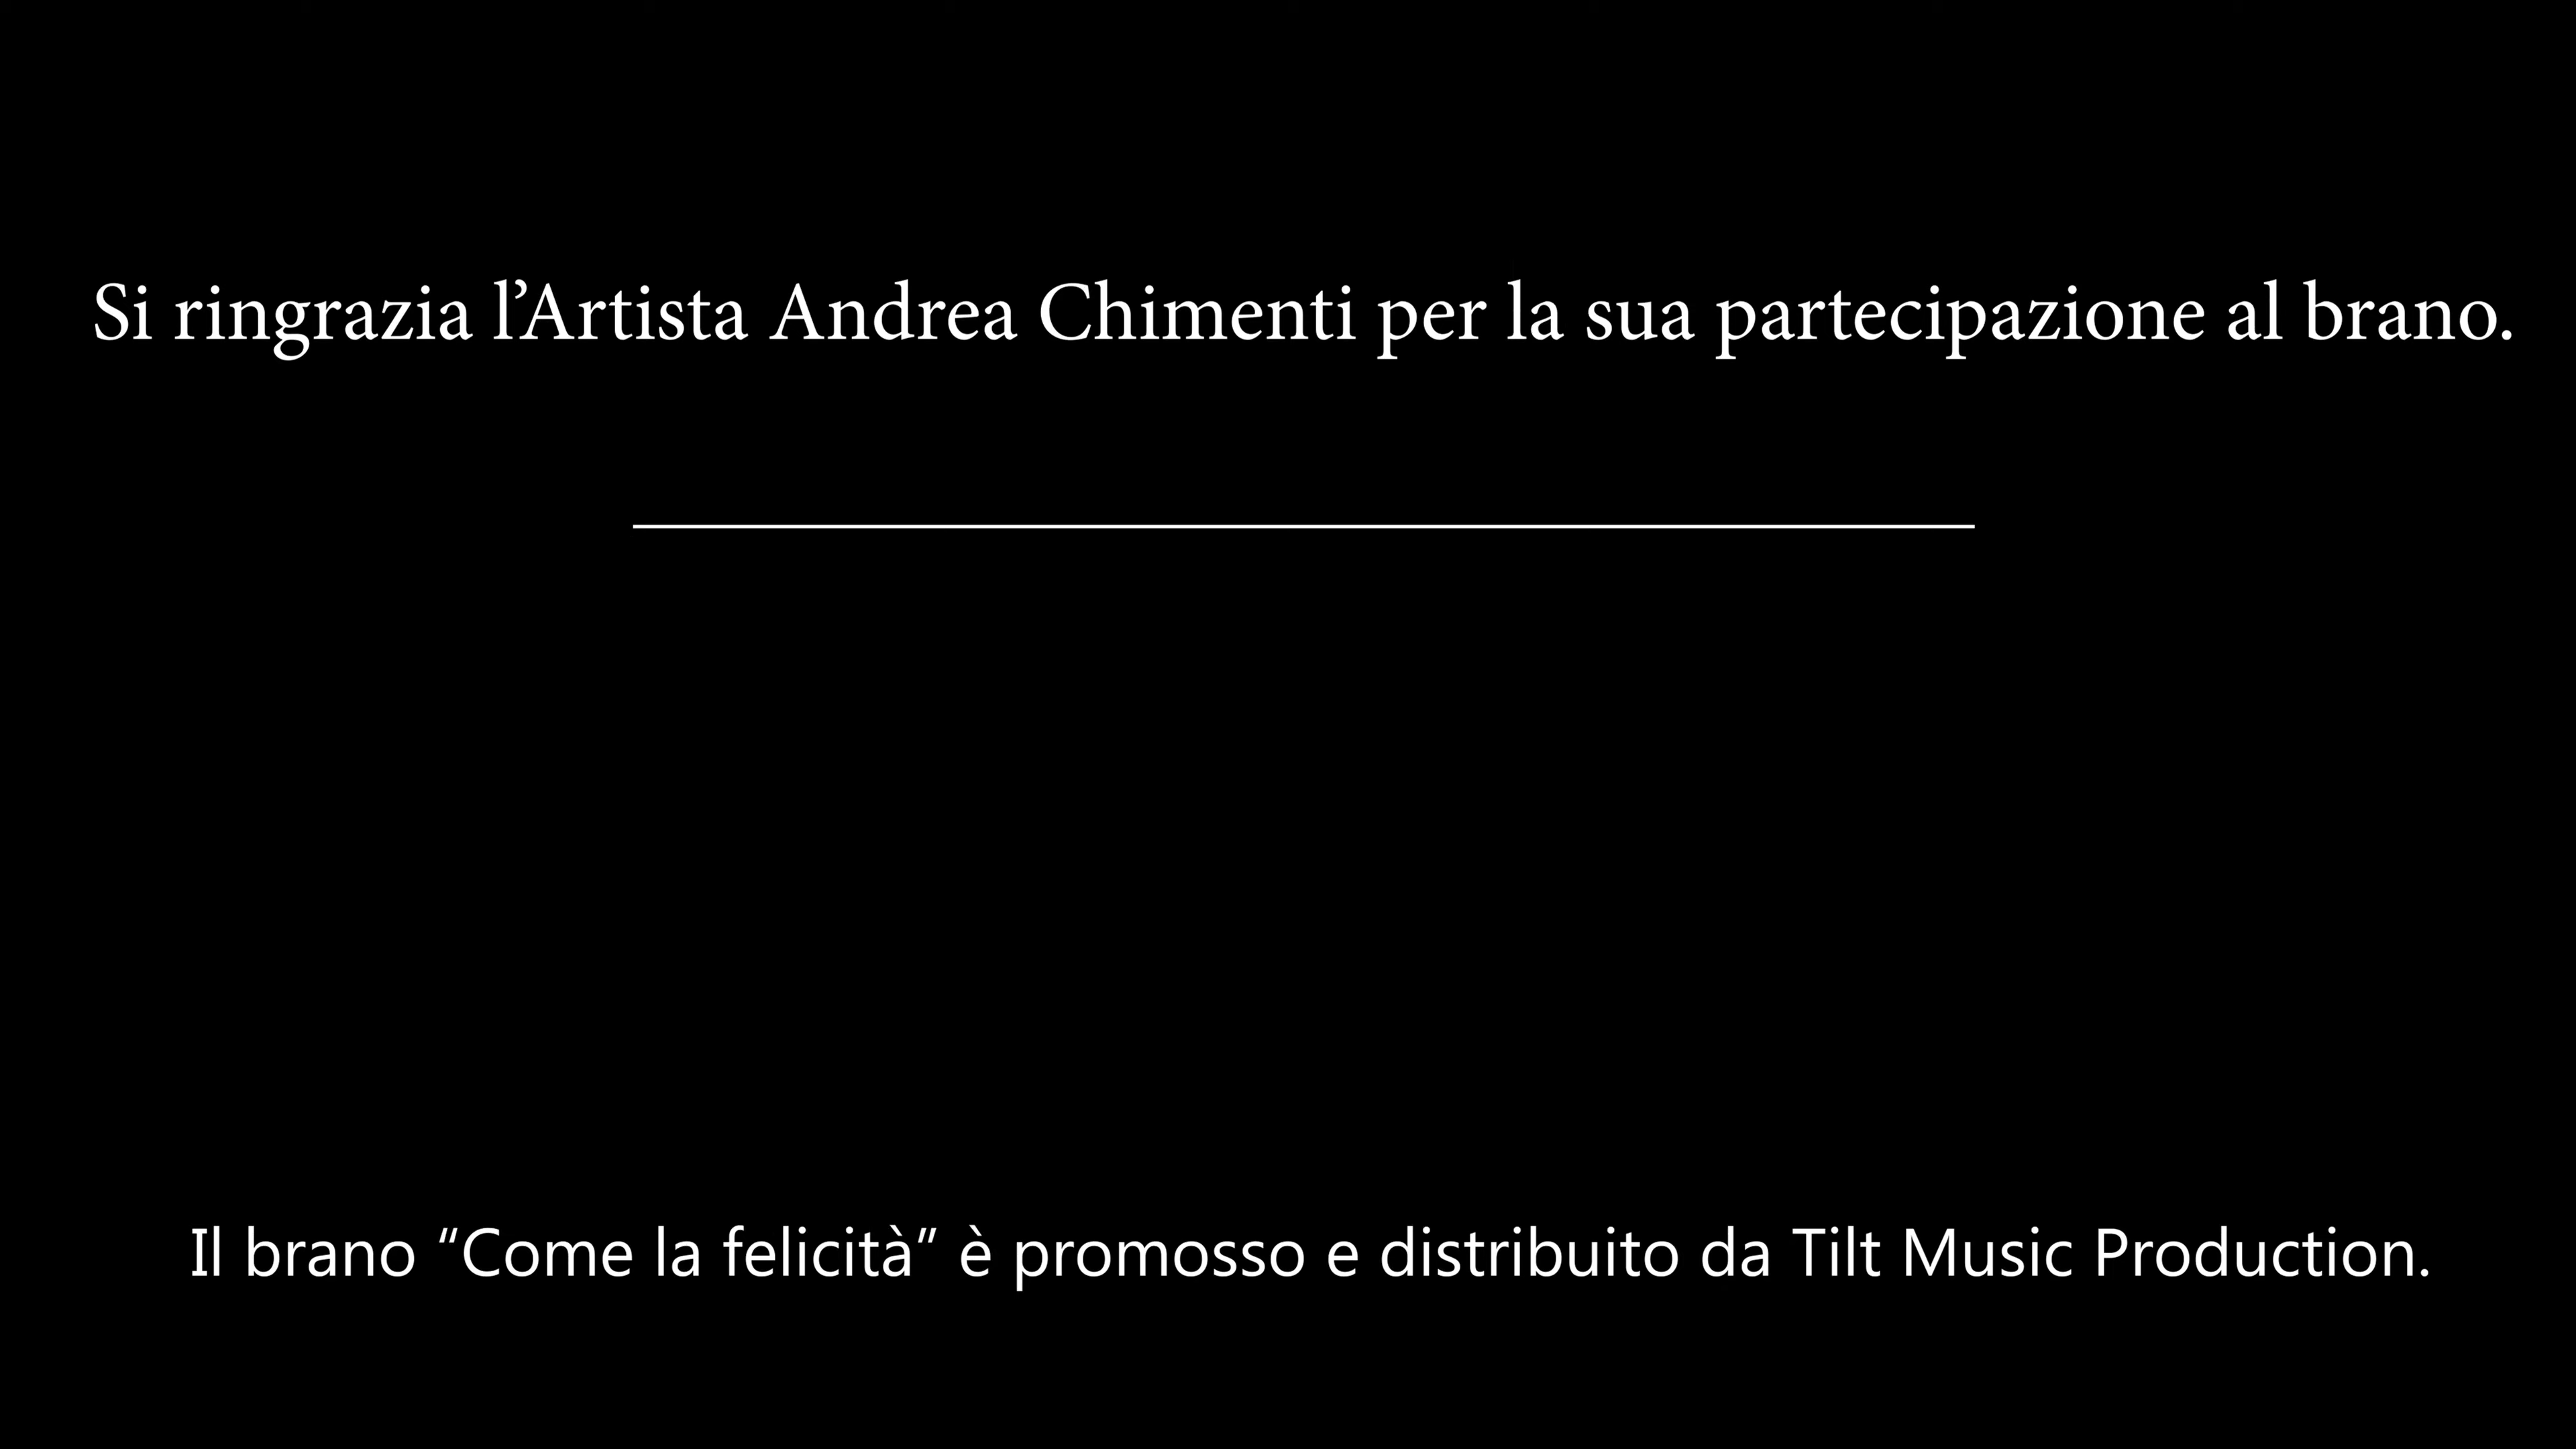 Si ringrazia l’Artista Andrea Chimenti per la sua partecipazione al brano.
Il brano “Come la felicità” è promosso e distribuito da Tilt Music Production.